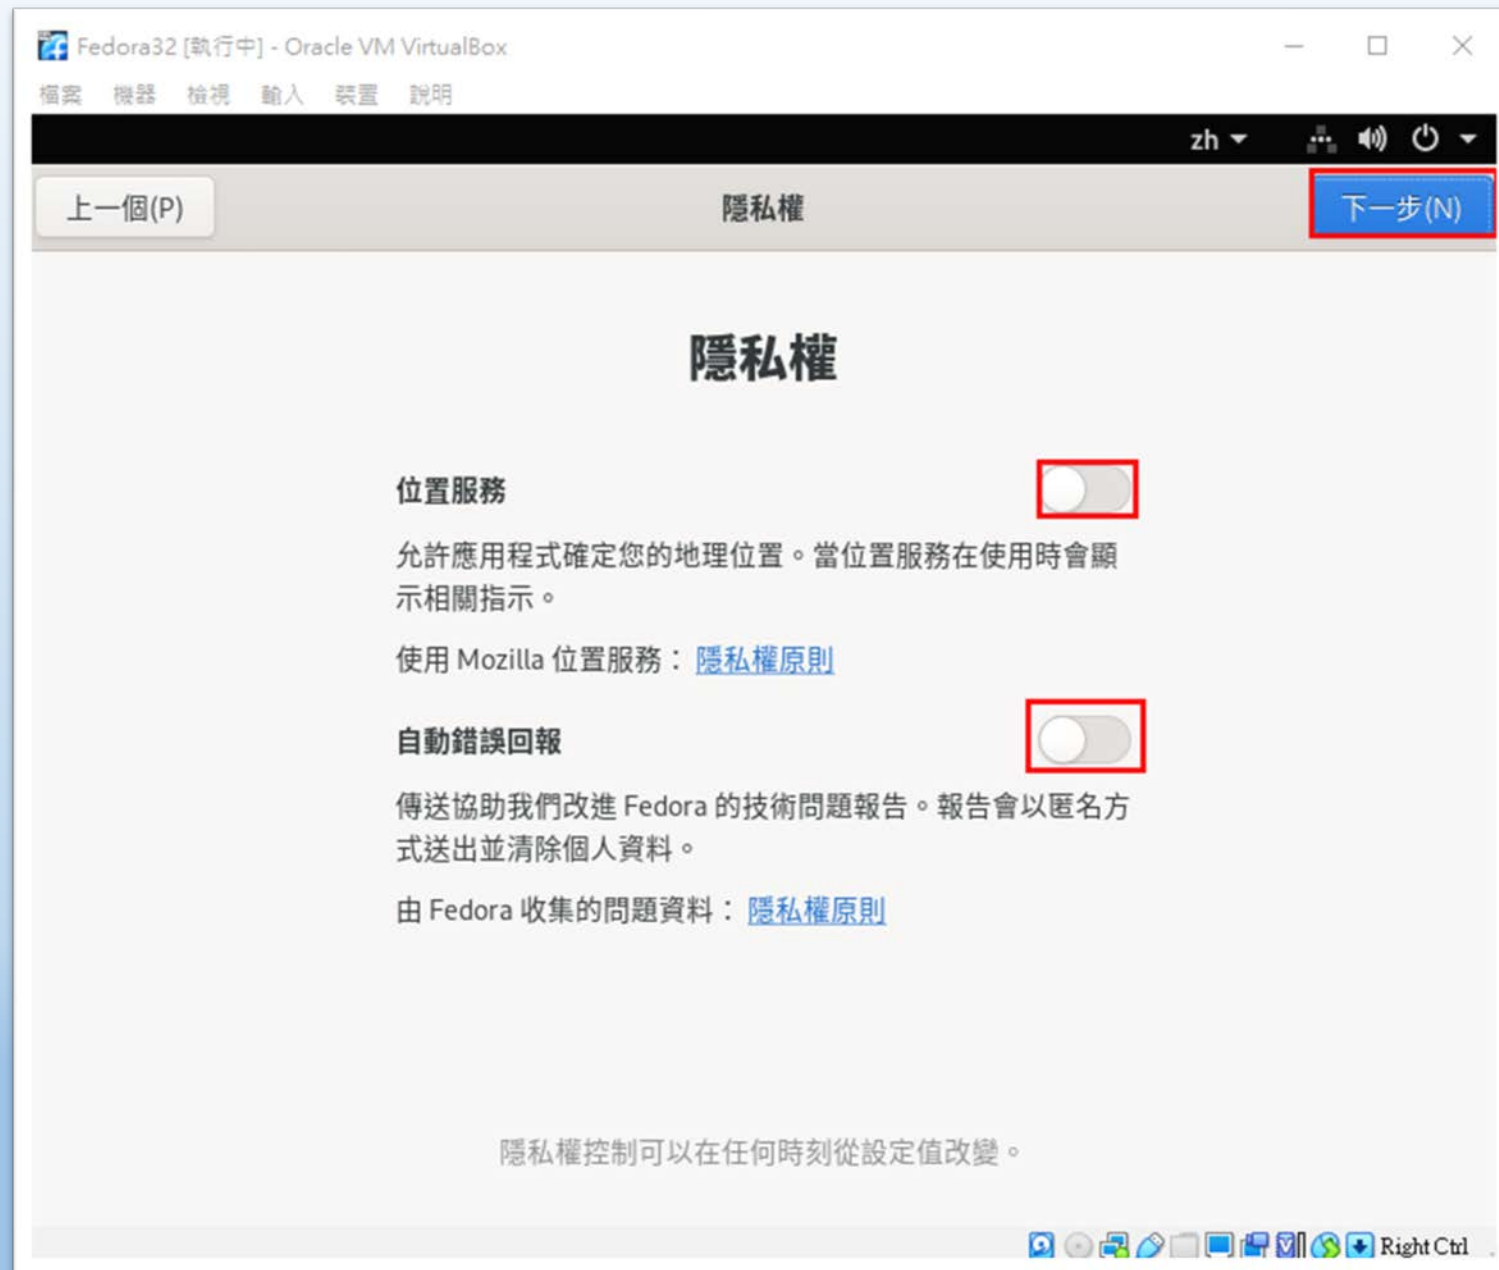 Fedora32 [執行中] - Oracle VM VirtualBox
檔案 機器 檢視 輸入 裝置 說明
zh
上一個(P) 隱私權 下一步(N)
隱私權
位置服務
允許應用程式確定您的地理位置。當位置服務在使用時會顯
示相關指示。
使用 Mozilla 位置服務： 隱私權原則
自動錯誤回報
傳送協助我們改進 Fedora 的技術問題報告。報告會以匿名方
式送出並清除個人資料。
由 Fedora 收集的問題資料： 隱私權原則
隱私權控制可以在任何時刻從設定值改變。
Right Ctrl